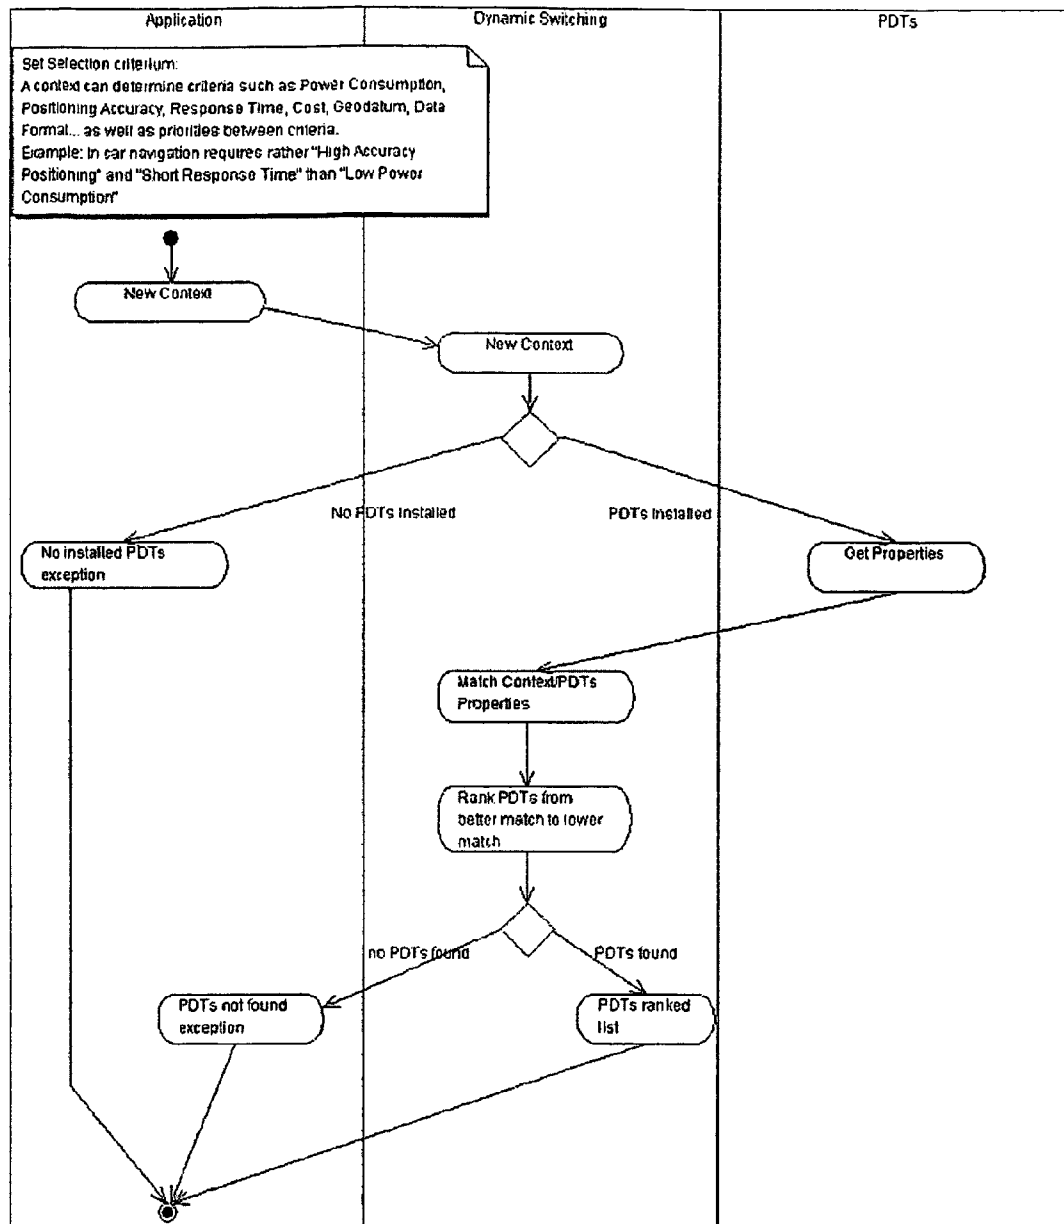 Application
Dynamic Switching
PDTs
Set Selection criterium:
A context can determine criteria such as Power Consumption,
Positioning Accuracy, Response Time, Cost, Geodatum, Data
Format... as well as priorities between criteria.
Example: In car navigation requires rather "High Accuracy
Positioning" and "Short Response Time" than "Low Power
Consumption"
New Context
New Context
No PDTs Installed
PDTs Installed
No installed PDTs
exception
Get Properties
Match Context/PDTs
Properties
Rank PDTs from
better match to lower
match
no PDTs found
PDTs found
PDTs not found
exception
PDTs ranked
list